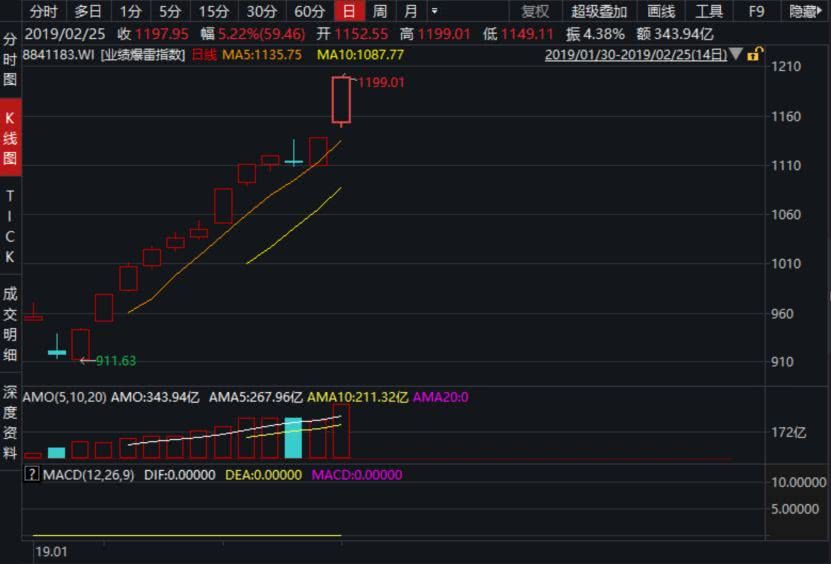 分时 多日 1分 5分 15分 30分 60分 日 周 月 复权 超级叠加 画线 工具 F9 隐藏
2019/02/25 收 1197.95 幅 5.22%(59.46) 开 1152.55 高 1199.01 低 1149.11 振 4.38% 额 343.94亿
8841183.WI [业绩爆雷指数] 日线 MA5:1135.75 MA10:1087.77 2019/01/30-2019/02/25(14日)
分时图
K线图
TICK
成交明细
深度资料
1199.01
911.63
1210
1160
1110
1060
1010
960
910
AMO(5,10,20) AMO:343.94亿 AMA5:267.96亿 AMA10:211.32亿 AMA20:0
172亿
? MACD(12,26,9) DIF:0.00000 DEA:0.00000 MACD:0.00000
10.00000
5.00000
19.01